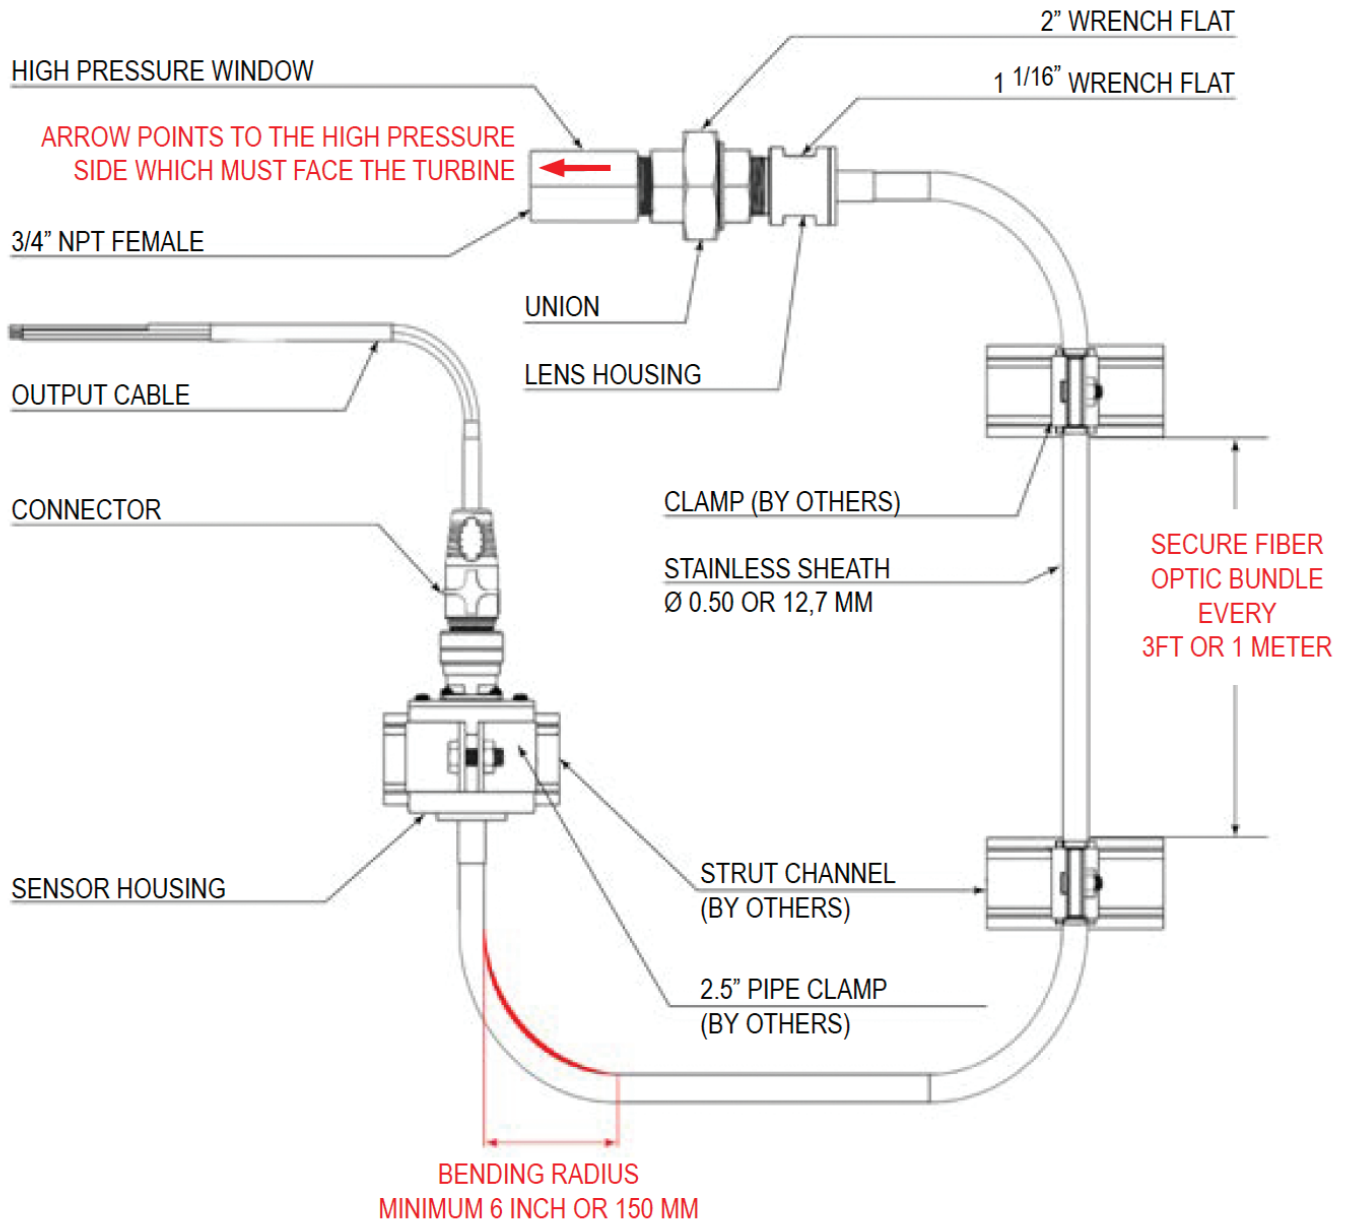 2” WRENCH FLAT
HIGH PRESSURE WINDOW
1 1/16” WRENCH FLAT
ARROW POINTS TO THE HIGH PRESSURE
SIDE WHICH MUST FACE THE TURBINE
3/4” NPT FEMALE
UNION
LENS HOUSING
OUTPUT CABLE
CONNECTOR
CLAMP (BY OTHERS)
STAINLESS SHEATH
Ø 0.50 OR 12,7 MM
SECURE FIBER
OPTIC BUNDLE
EVERY
3FT OR 1 METER
SENSOR HOUSING
STRUT CHANNEL
(BY OTHERS)
2.5” PIPE CLAMP
(BY OTHERS)
BENDING RADIUS
MINIMUM 6 INCH OR 150 MM